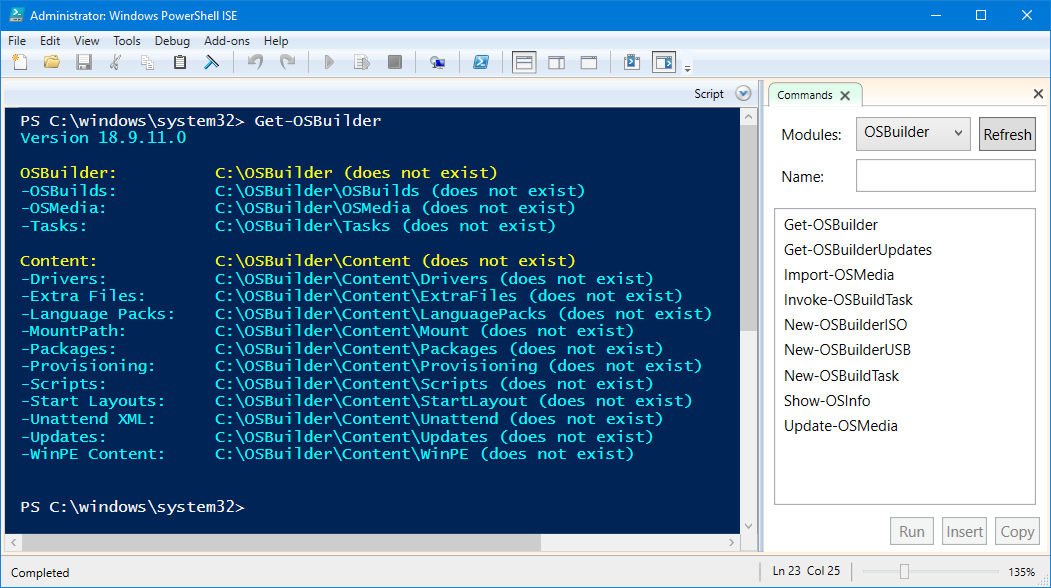 Administrator: Windows PowerShell ISE
File Edit View Tools Debug Add-ons Help
Script
PS C:\windows\system32> Get-OSBuilder
Version 18.9.11.0
OSBuilder: C:\OSBuilder (does not exist)
-OSBuilds: C:\OSBuilder\OSBuilds (does not exist)
-OSMedia: C:\OSBuilder\OSMedia (does not exist)
-Tasks: C:\OSBuilder\Tasks (does not exist)
Content: C:\OSBuilder\Content (does not exist)
-Drivers: C:\OSBuilder\Content\Drivers (does not exist)
-Extra Files: C:\OSBuilder\Content\ExtraFiles (does not exist)
-Language Packs: C:\OSBuilder\Content\LanguagePacks (does not exist)
-MountPath: C:\OSBuilder\Content\Mount (does not exist)
-Packages: C:\OSBuilder\Content\Packages (does not exist)
-Provisioning: C:\OSBuilder\Content\Provisioning (does not exist)
-Scripts: C:\OSBuilder\Content\Scripts (does not exist)
-Start Layouts: C:\OSBuilder\Content\StartLayout (does not exist)
-Unattend XML: C:\OSBuilder\Content\Unattend (does not exist)
-Updates: C:\OSBuilder\Content\Updates (does not exist)
-WinPE Content: C:\OSBuilder\Content\WinPE (does not exist)
PS C:\windows\system32>
Commands
Modules: OSBuilder Refresh
Name:
Get-OSBuilder
Get-OSBuilderUpdates
Import-OSMedia
Invoke-OSBuildTask
New-OSBuilderISO
New-OSBuilderUSB
New-OSBuildTask
Show-OSInfo
Update-OSMedia
Run Insert Copy
Completed
Ln 23 Col 25
135%